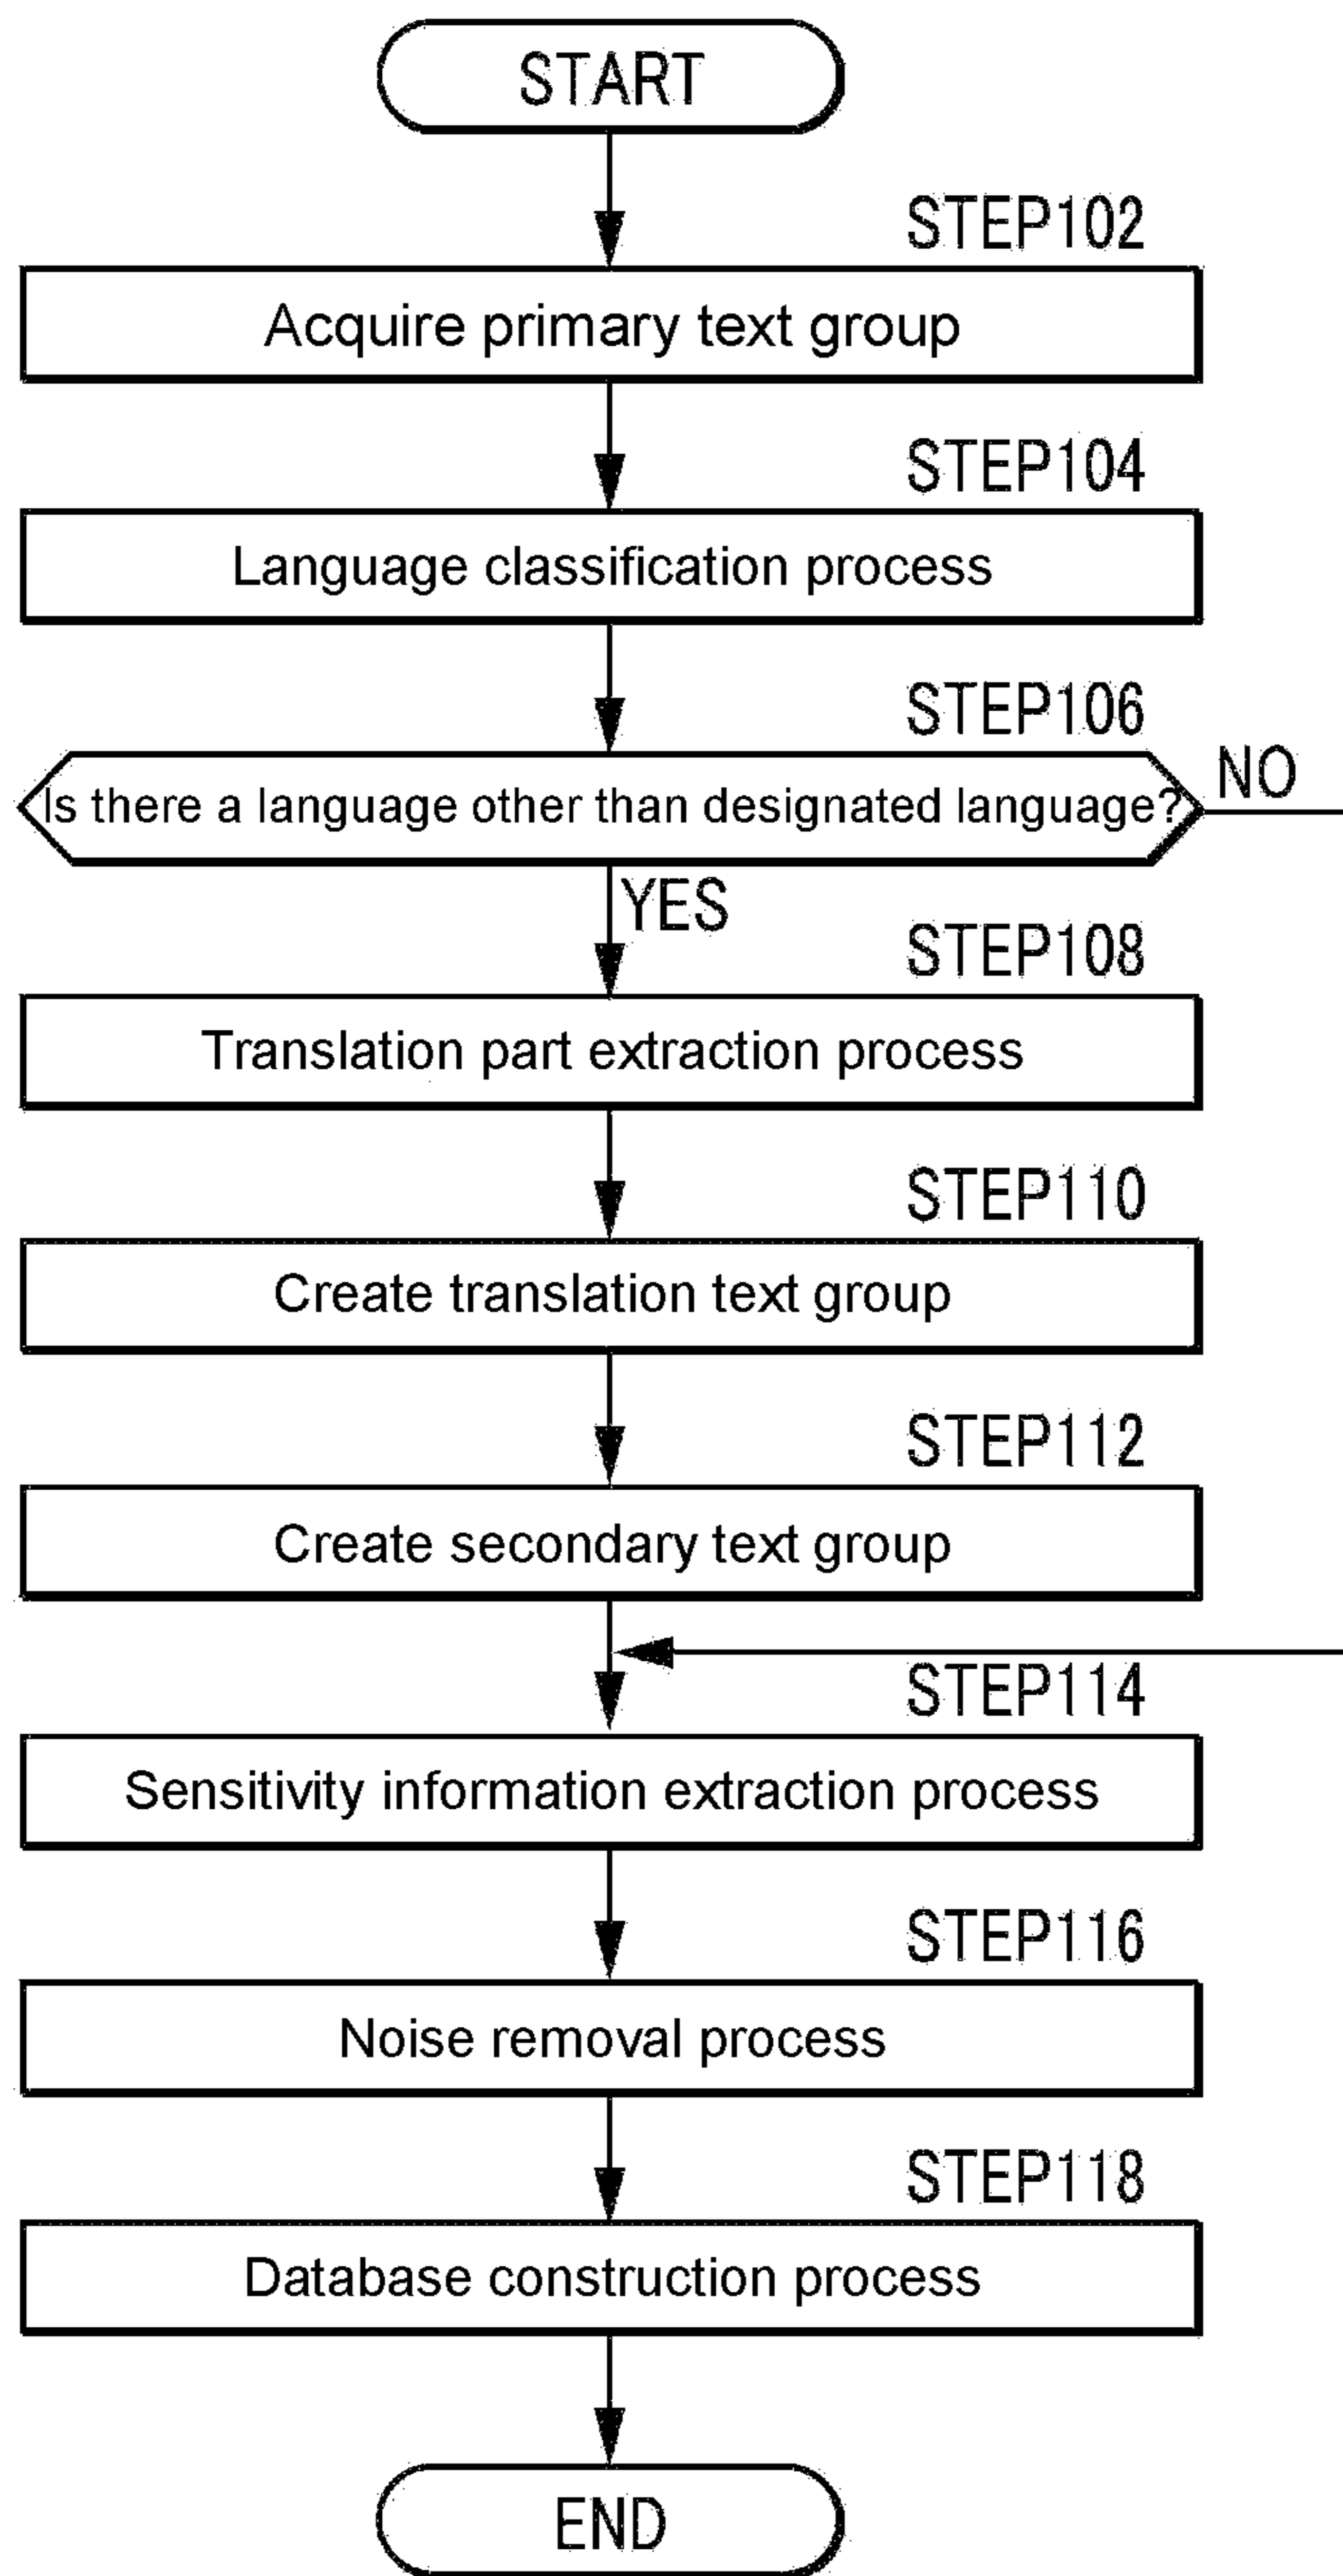 START
STEP102
Acquire primary text group
STEP104
Language classification process
STEP106
Is there a language other than designated language?
NO
YES
STEP108
Translation part extraction process
STEP110
Create translation text group
STEP112
Create secondary text group
STEP114
Sensitivity information extraction process
STEP116
Noise removal process
STEP118
Database construction process
END